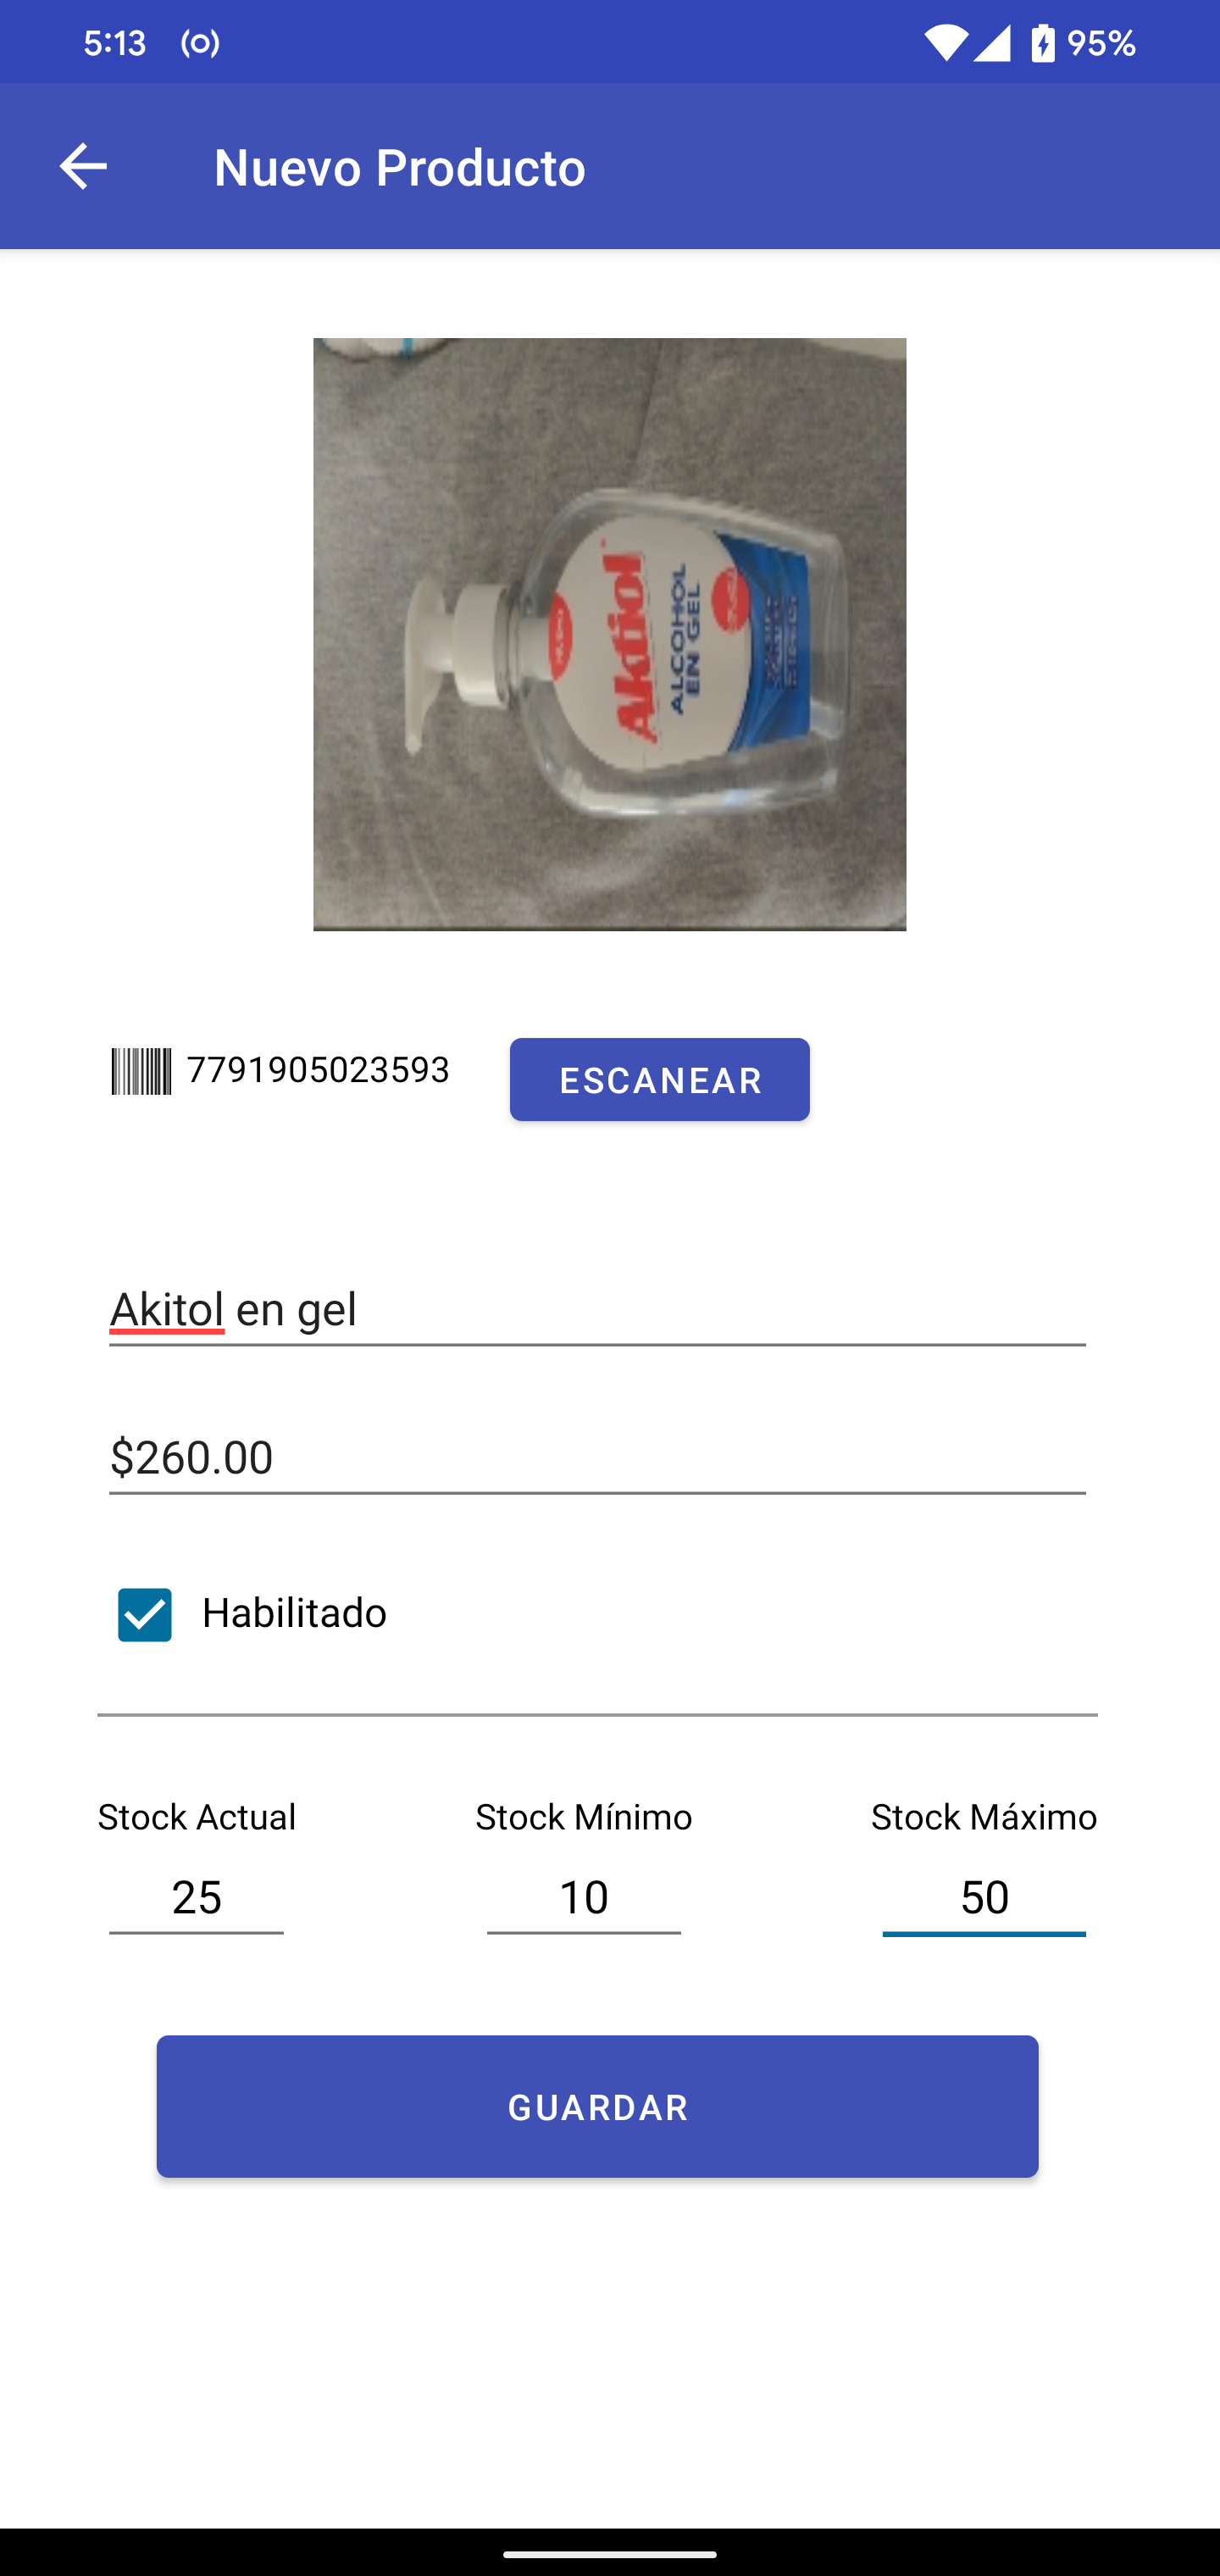 5:13
95%
Nuevo Producto
Aktiol
ALCOHOL
EN GEL
7791905023593
ESCANEAR
Akitol en gel
$260.00
Habilitado
Stock Actual
Stock Mínimo
Stock Máximo
25
10
50
GUARDAR